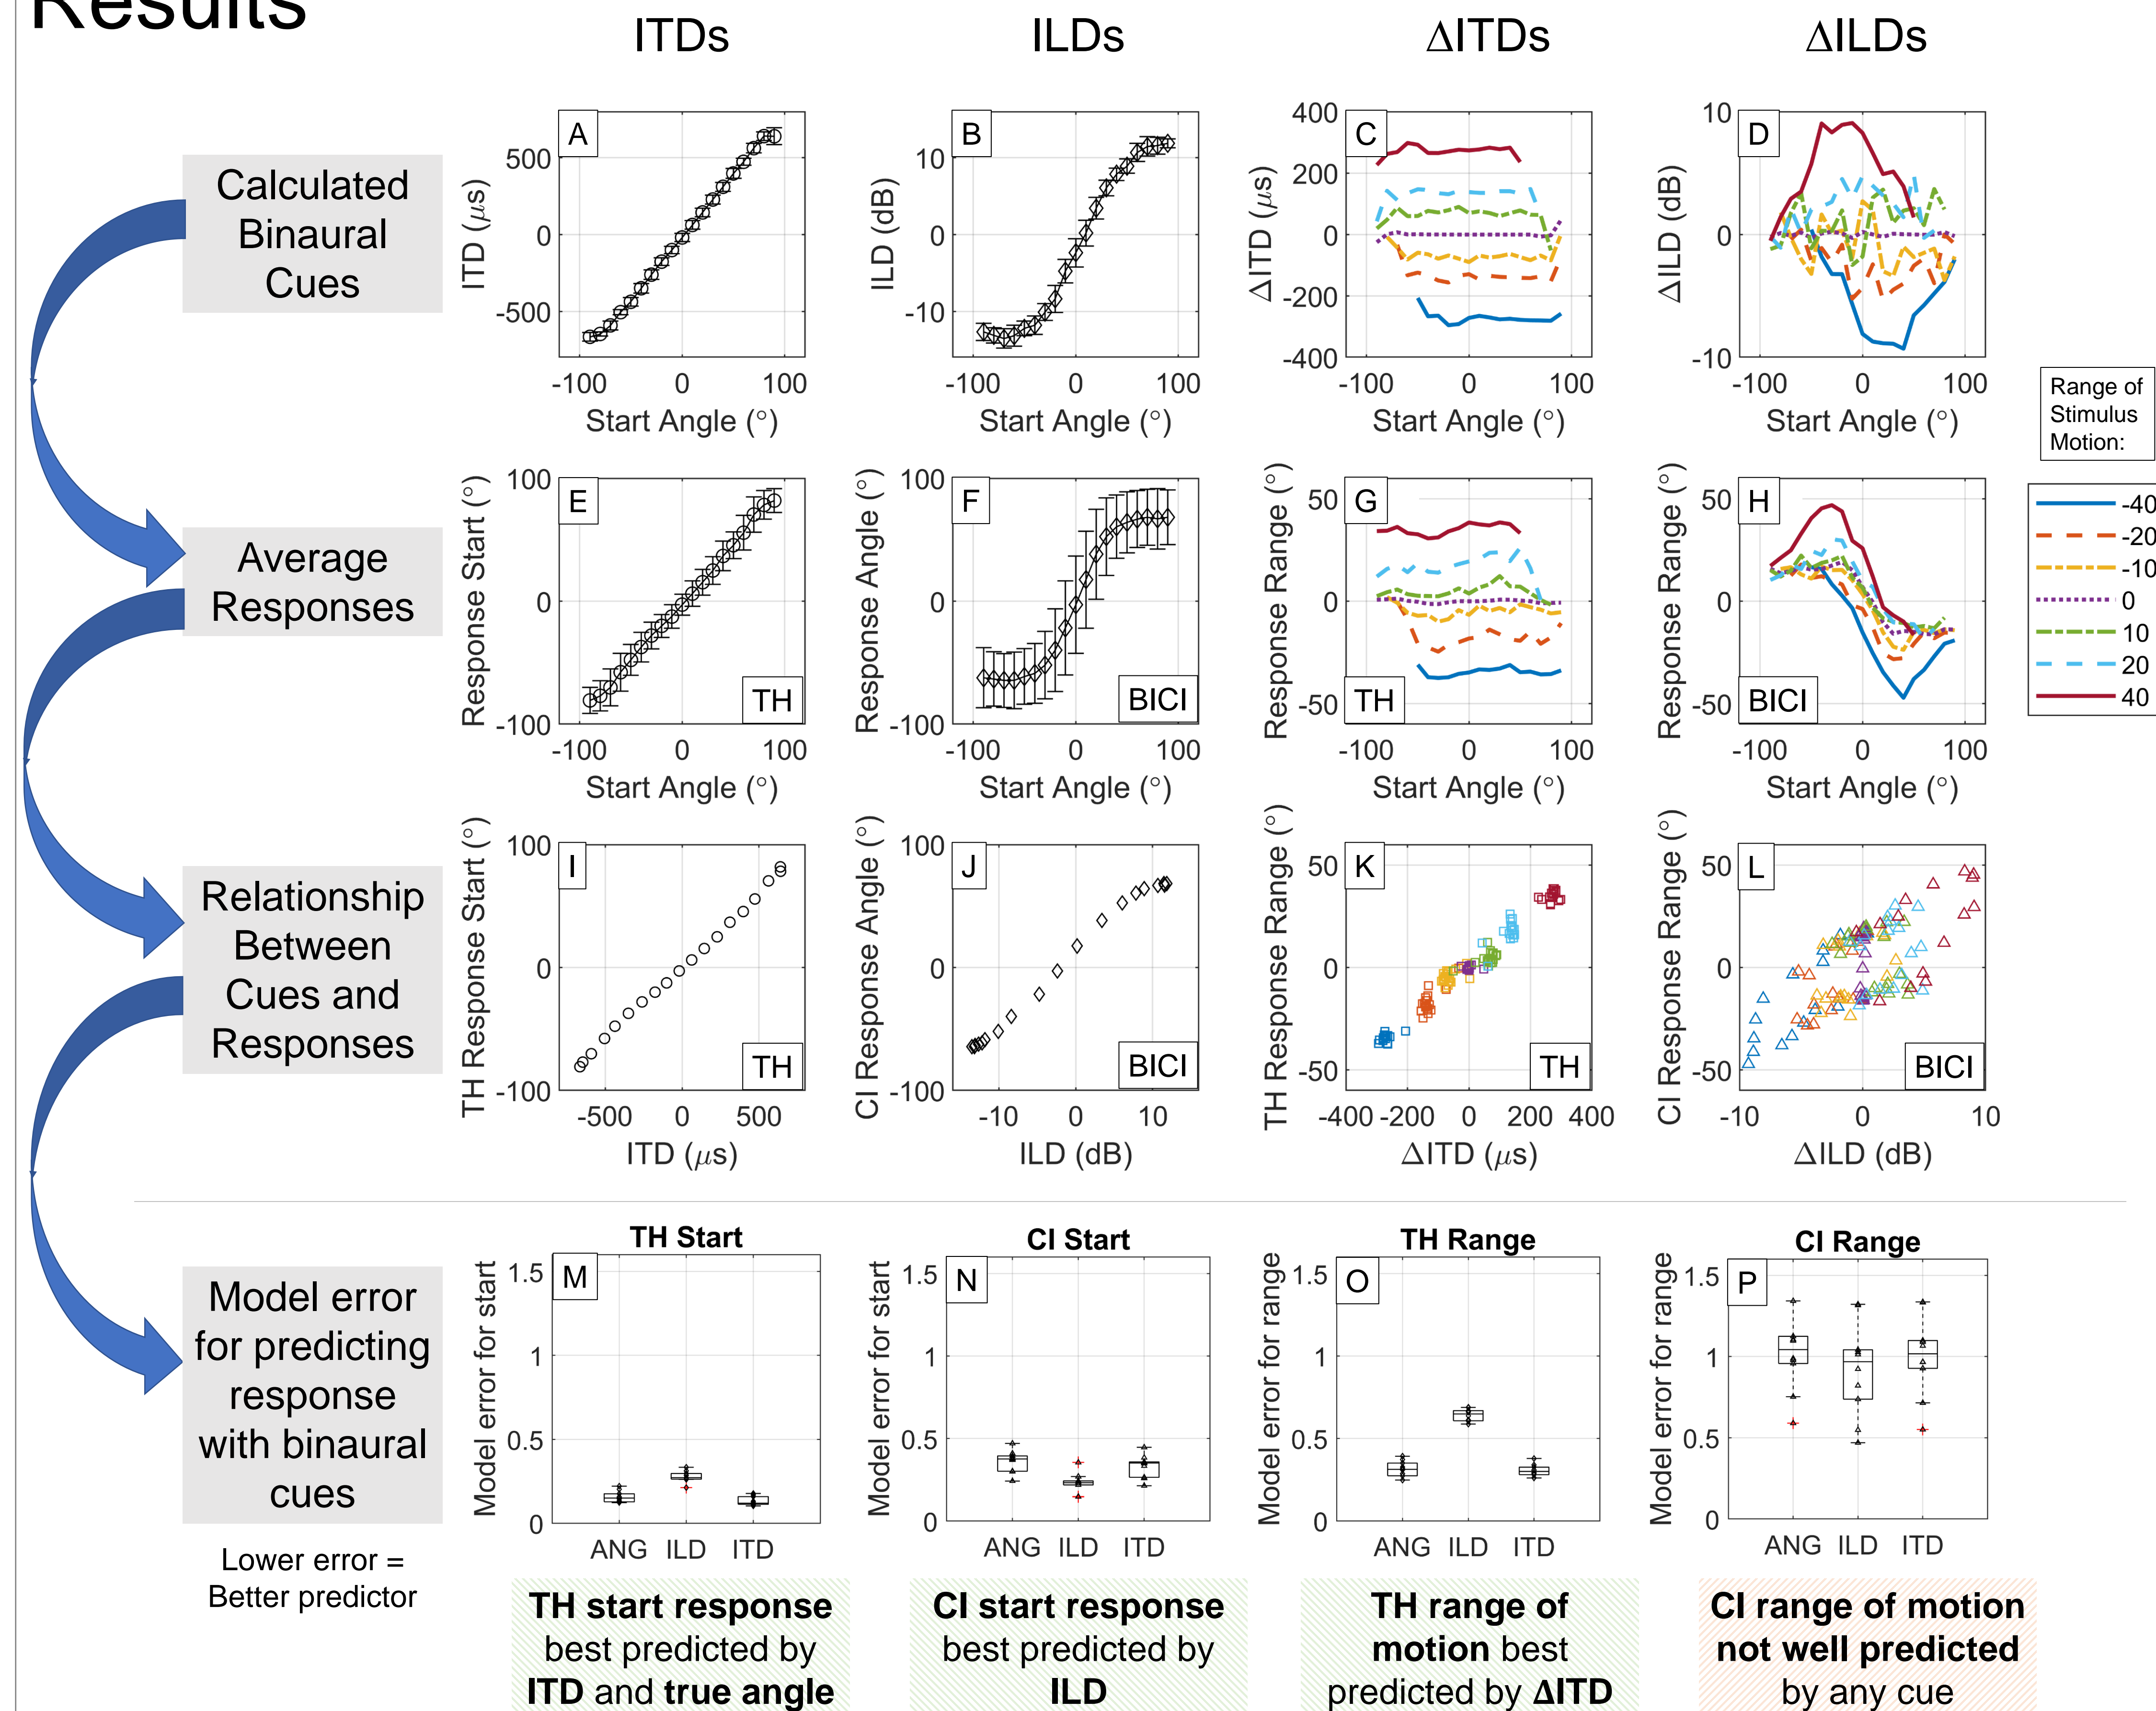 Results
ITDs
ILDs
ΔITDs
ΔILDs
Calculated
Binaural
Cues
A
ITD (μs)
500
0
-500
-100 0 100
Start Angle (°)
B
ILD (dB)
10
0
-10
-100 0 100
Start Angle (°)
C
ΔITD (μs)
400
200
0
-200
-400
-100 0 100
Start Angle (°)
D
ΔILD (dB)
10
0
-10
-100 0 100
Start Angle (°)
Range of
Stimulus
Motion:
-40
-20
-10
0
10
20
40
Average
Responses
E
Response Start (°)
100
0
-100
TH
-100 0 100
Start Angle (°)
F
Response Angle (°)
100
0
-100
BICI
-100 0 100
Start Angle (°)
G
Response Range (°)
50
0
-50
TH
-100 0 100
Start Angle (°)
H
Response Range (°)
50
0
-50
BICI
-100 0 100
Start Angle (°)
Relationship
Between
Cues and
Responses
I
TH Response Start (°)
100
0
-100
TH
-500 0 500
ITD (μs)
J
CI Response Angle (°)
100
0
-100
BICI
-10 0 10
ILD (dB)
K
TH Response Range (°)
50
0
-50
TH
-400 -200 0 200 400
ΔITD (μs)
L
CI Response Range (°)
50
0
-50
BICI
-10 0 10
ΔILD (dB)
Model error
for predicting
response
with binaural
cues
Lower error =
Better predictor
TH Start
M
Model error for start
1.5
1
0.5
0
ANG ILD ITD
CI Start
N
Model error for start
1.5
1
0.5
0
ANG ILD ITD
TH Range
O
Model error for range
1.5
1
0.5
0
ANG ILD ITD
CI Range
P
Model error for range
1.5
1
0.5
0
ANG ILD ITD
TH start response
best predicted by
ITD and true angle
CI start response
best predicted by
ILD
TH range of
motion best
predicted by ΔITD
CI range of motion
not well predicted
by any cue